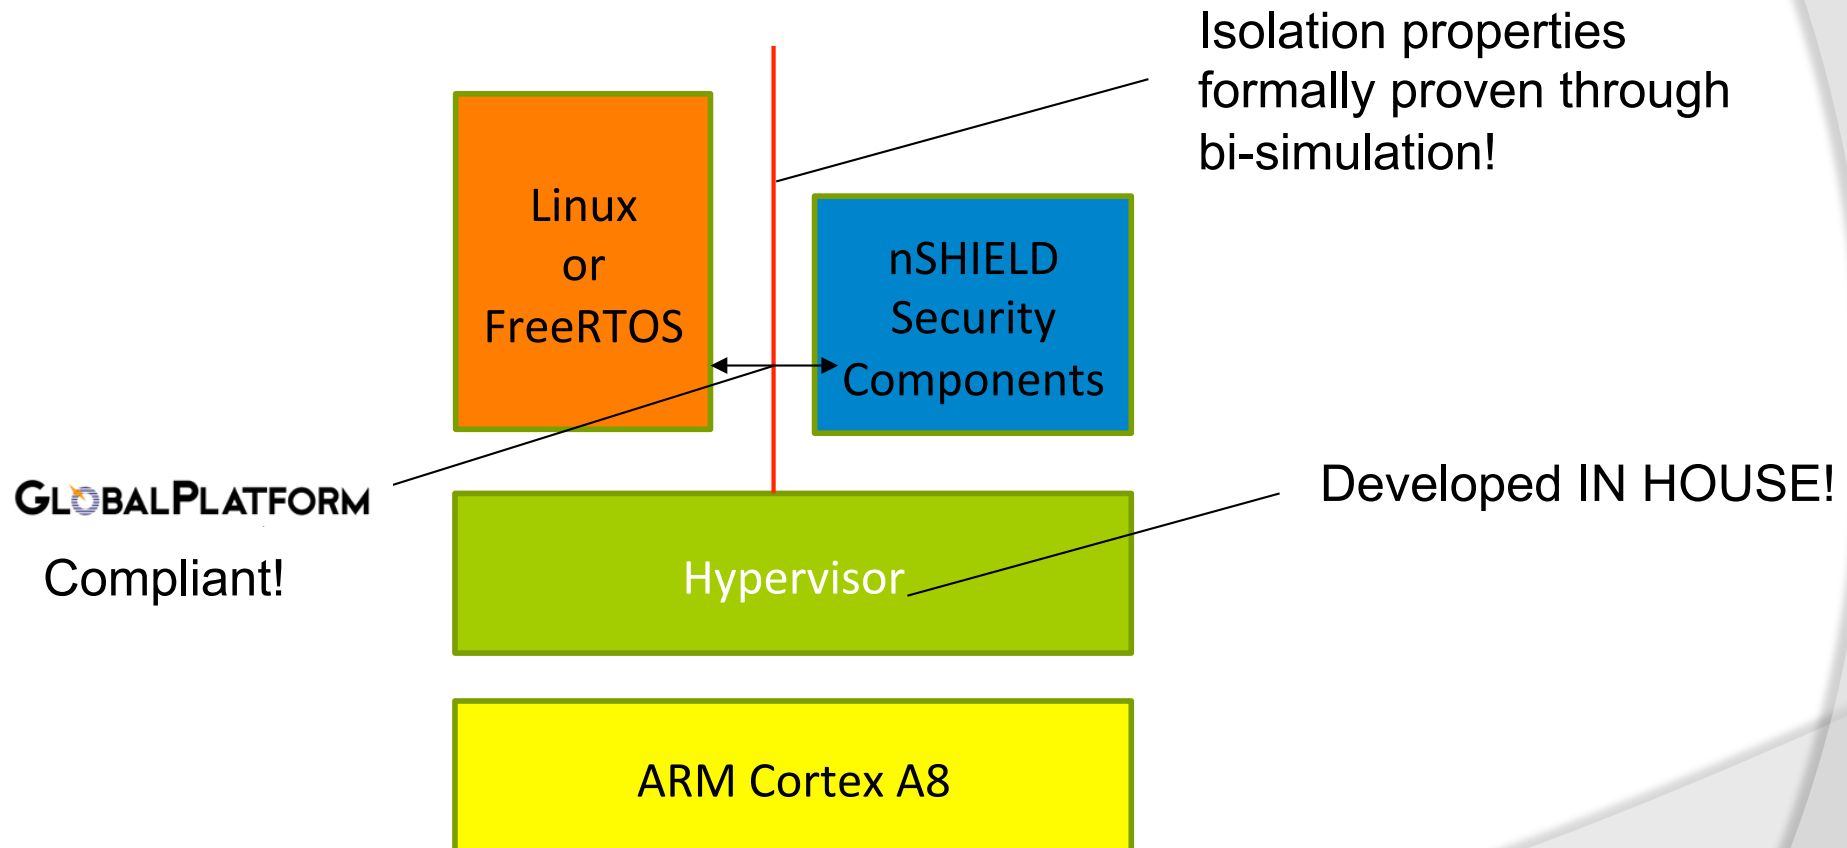 Isolation properties
formally proven through
bi-simulation!
Linux
or
FreeRTOS
nSHIELD
Security
Components
GLOBALPLATFORM
Compliant!
Developed IN HOUSE!
Hypervisor
ARM Cortex A8